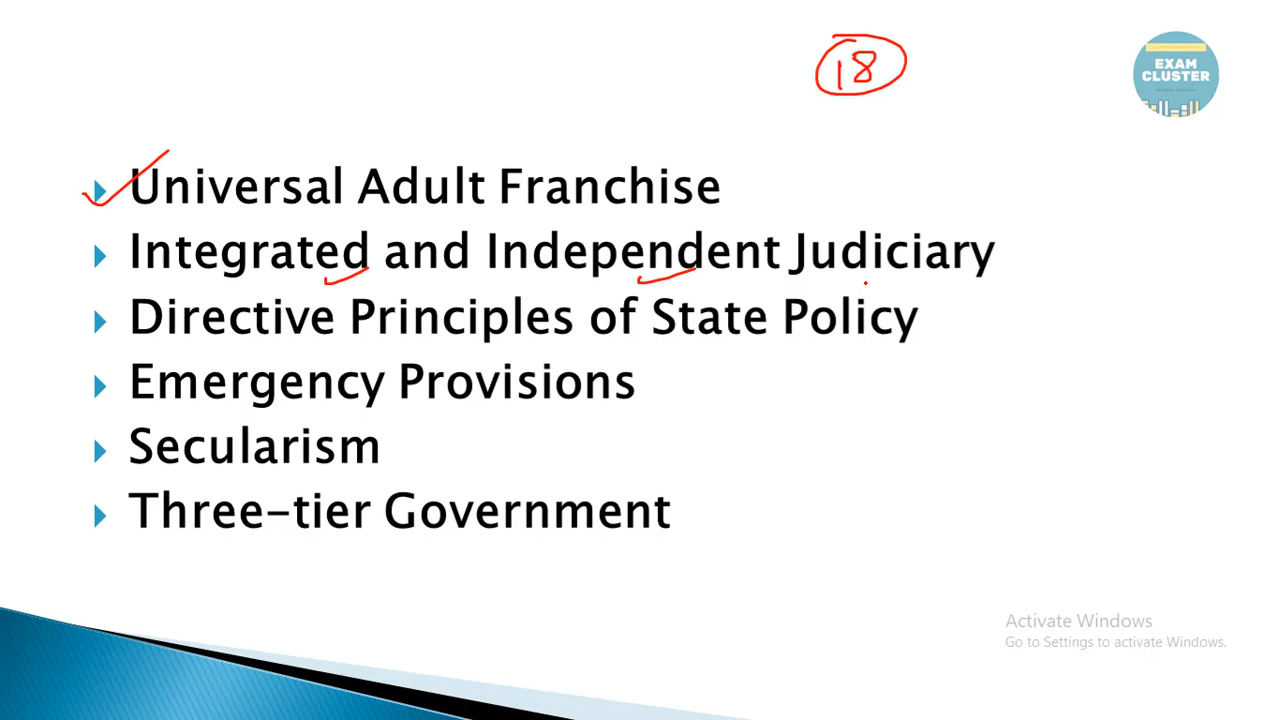 18
EXAM
CLUSTER
Universal Adult Franchise
Integrated and Independent Judiciary
Directive Principles of State Policy
Emergency Provisions
Secularism
Three-tier Government
Activate Windows
Go to Settings to activate Windows.